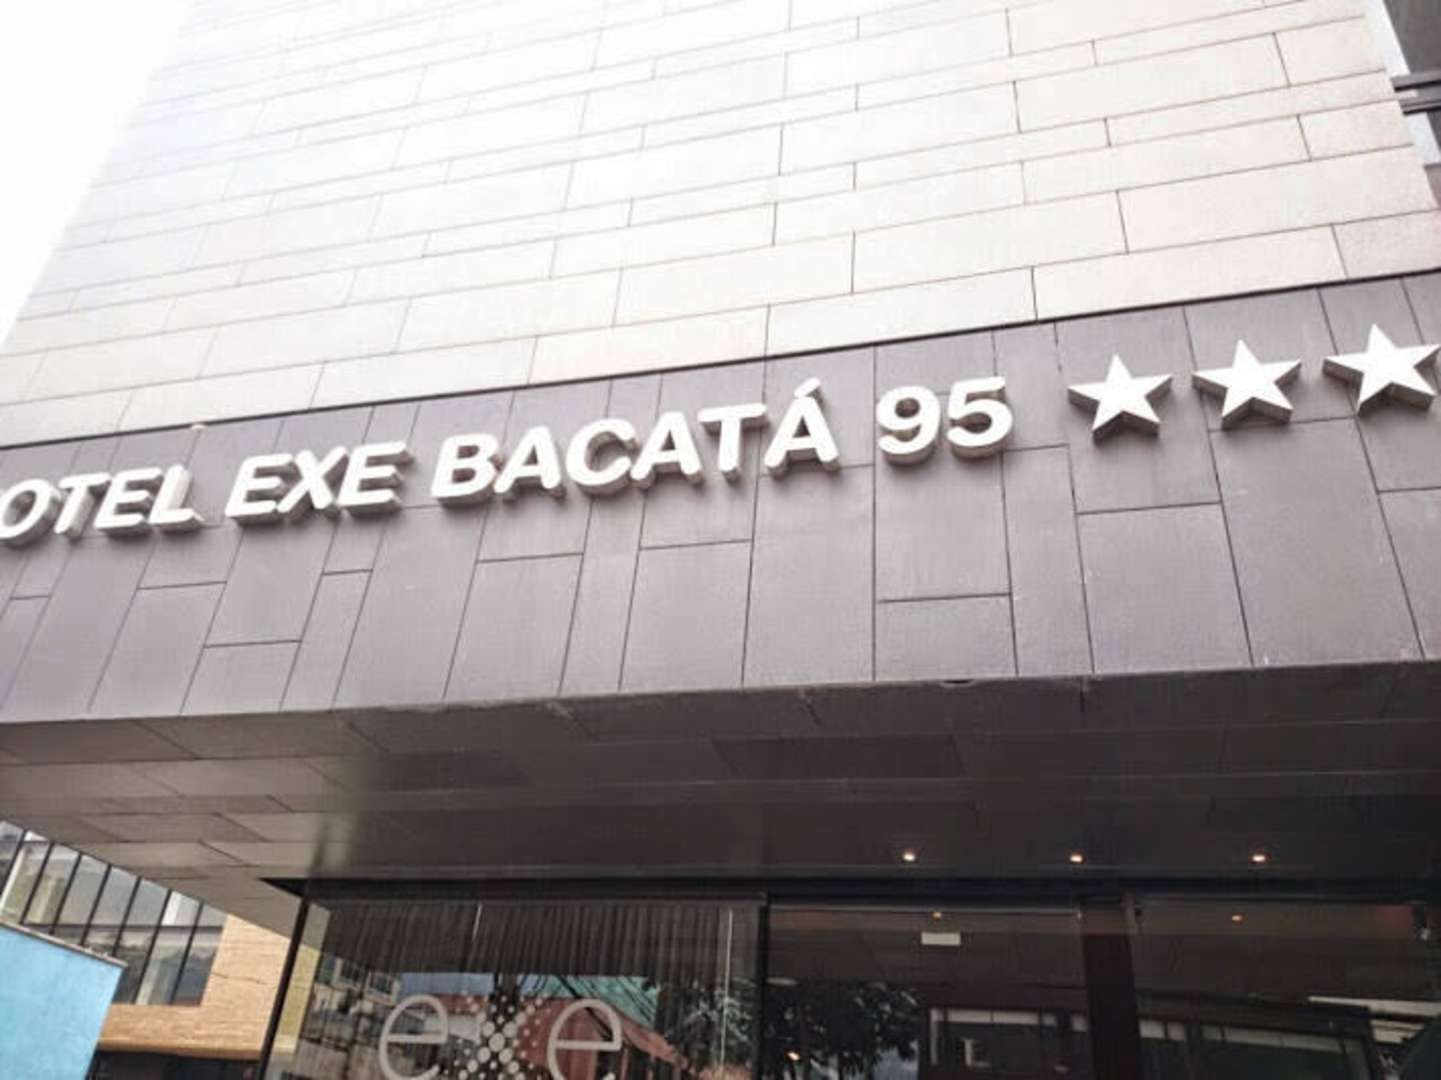 OTEL EXE BACATÁ 95 ★★★
exe